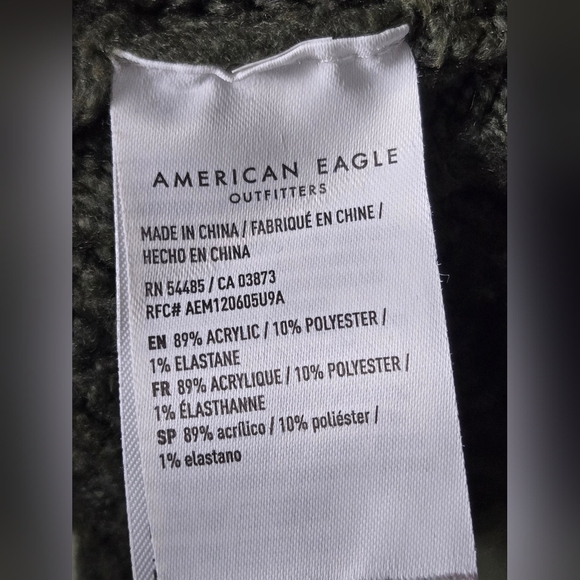 AMERICAN EAGLE
OUTFITTERS
MADE IN CHINA / FABRIQUÉ EN CHINE /
HECHO EN CHINA
RN 54485 / CA 03873
RFC# AEM120605U9A
EN 89% ACRYLIC / 10% POLYESTER /
1% ELASTANE
FR 89% ACRYLIQUE / 10% POLYESTER /
1% ÉLASTHANNE
SP 89% acrílico / 10% poliéster /
1% elastano